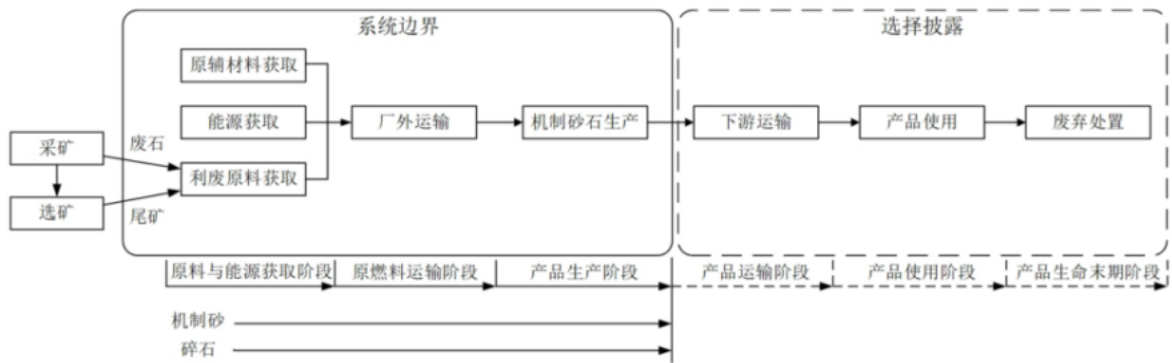 系统边界
选择披露
原辅材料获取
能源获取
厂外运输
机制砂石生产
下游运输
产品使用
废弃处置
采矿
废石
利废原料获取
选矿
尾矿
原料与能源获取阶段
原燃料运输阶段
产品生产阶段
产品运输阶段
产品使用阶段
产品生命末期阶段
机制砂
碎石